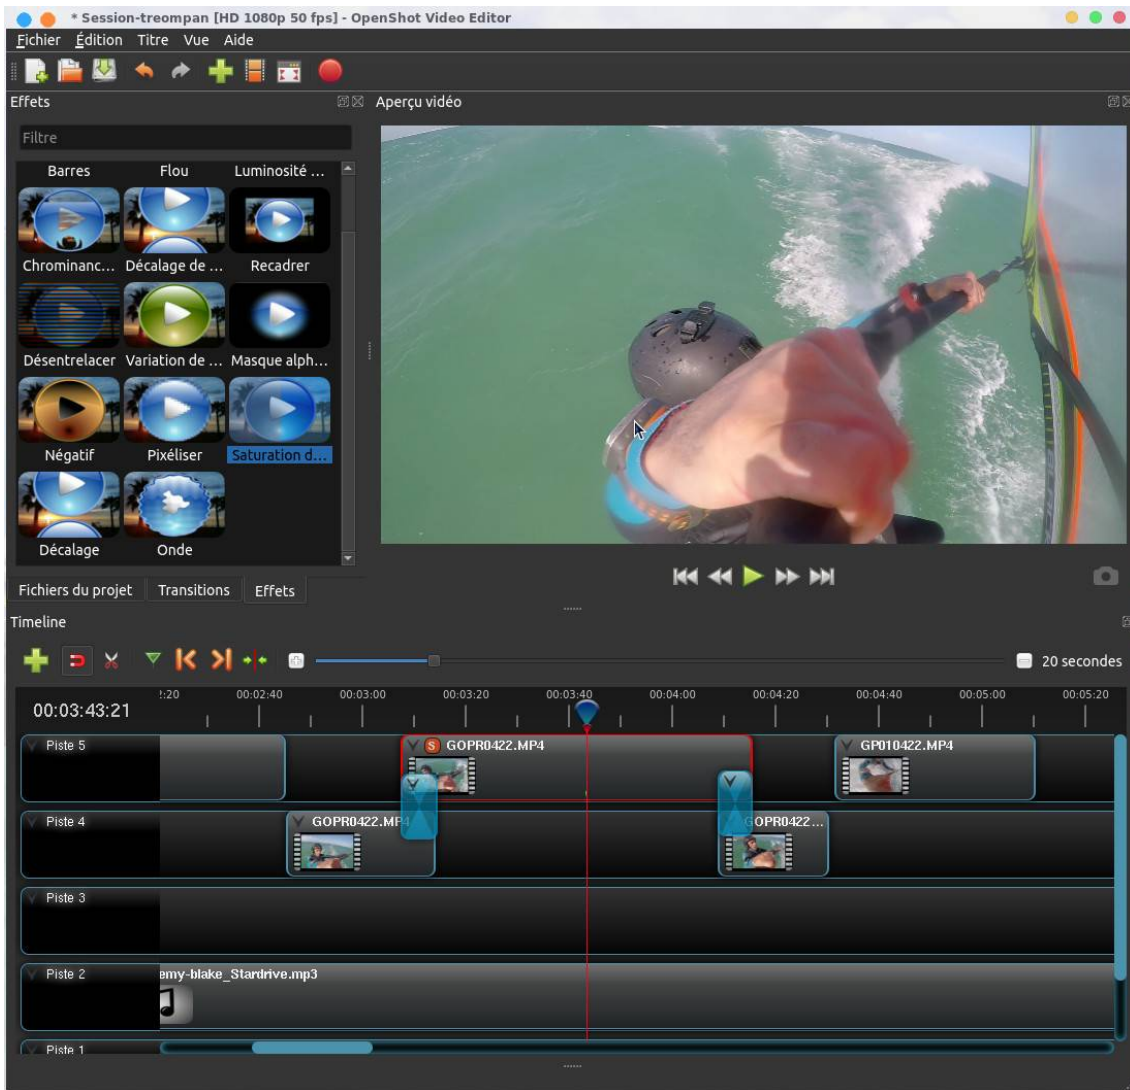 * Session-treompan [HD 1080p 50 fps] - OpenShot Video Editor
Fichier Édition Titre Vue Aide
Effets
Aperçu vidéo
Filtre
Barres Flou Luminosité ...
Chrominanc... Décalage de ... Recadrer
Désentrelacer Variation de ... Masque alph...
Négatif Pixéliser Saturation d...
Décalage Onde
Fichiers du projet Transitions Effets
Timeline
20 secondes
00:03:43:21
:20 00:02:40 00:03:00 00:03:20 00:03:40 00:04:00 00:04:20 00:04:40 00:05:00 00:05:20
Piste 5 S GOPR0422.MP4 GP010422.MP4
Piste 4 GOPR0422.MP4 GOPR0422...
Piste 3
Piste 2 emy-blake_Stardrive.mp3
Piste 1